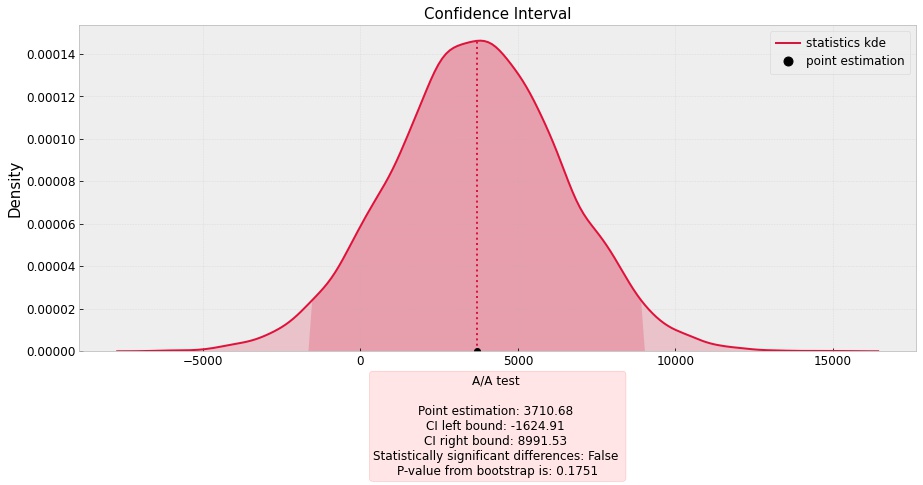 Confidence Interval
statistics kde
point estimation
Density
0.00014
0.00012
0.00010
0.00008
0.00006
0.00004
0.00002
0.00000
−5000
0
5000
10000
15000
A/A test
Point estimation: 3710.68
CI left bound: -1624.91
CI right bound: 8991.53
Statistically significant differences: False
P-value from bootstrap is: 0.1751